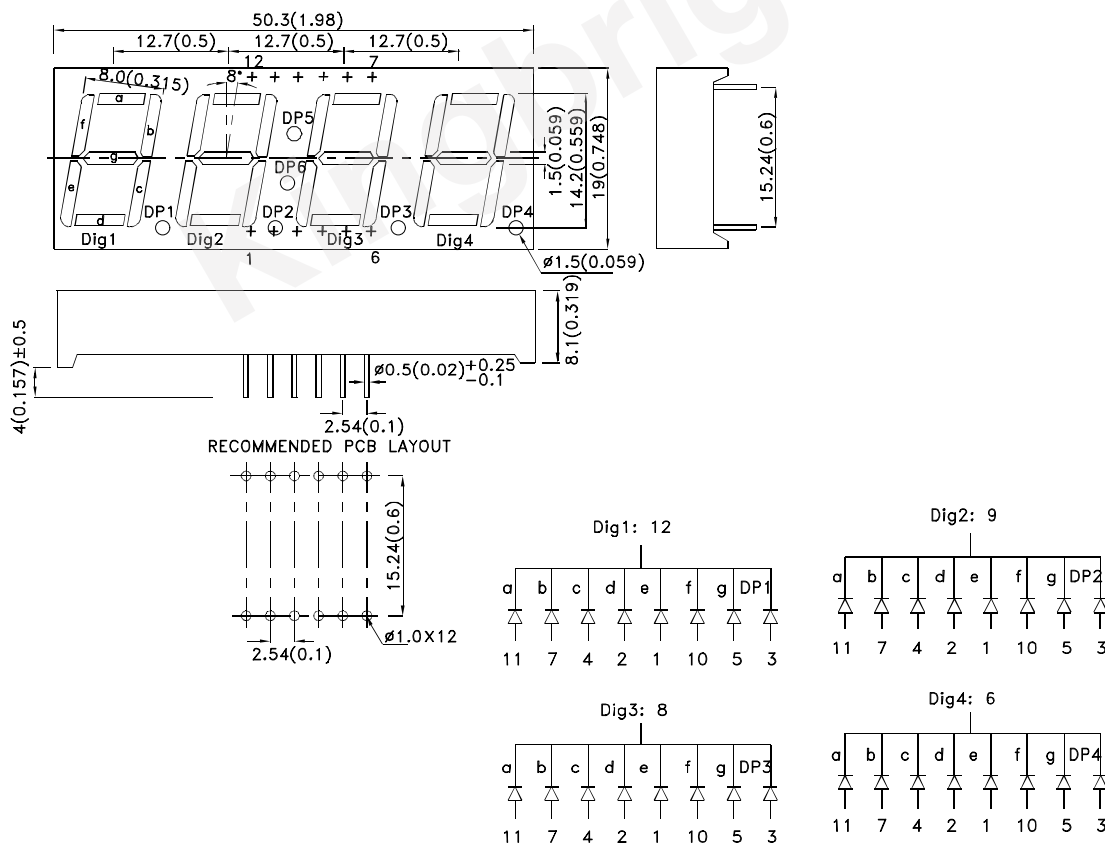 50.3(1.98)
12.7(0.5) 12.7(0.5) 12.7(0.5)
12 7
8.0(0.315)
8°
a
f
b
g
e
c
d
DP5
DP6
DP1 DP2 DP3 DP4
Dig1 Dig2 Dig3 Dig4
1 6
1.5(0.059)
14.2(0.559)
19(0.748)
15.24(0.6)
ø1.5(0.059)
Kingbrig
8.1(0.319)
4(0.157)±0.5
ø0.5(0.02)+0.25
-0.1
2.54(0.1)
RECOMMENDED PCB LAYOUT
15.24(0.6)
ø1.0X12
2.54(0.1)
Dig1: 12
a b c d e f g DP1
11 7 4 2 1 10 5 3
Dig2: 9
a b c d e f g DP2
11 7 4 2 1 10 5 3
Dig3: 8
a b c d e f g DP3
11 7 4 2 1 10 5 3
Dig4: 6
a b c d e f g DP4
11 7 4 2 1 10 5 3